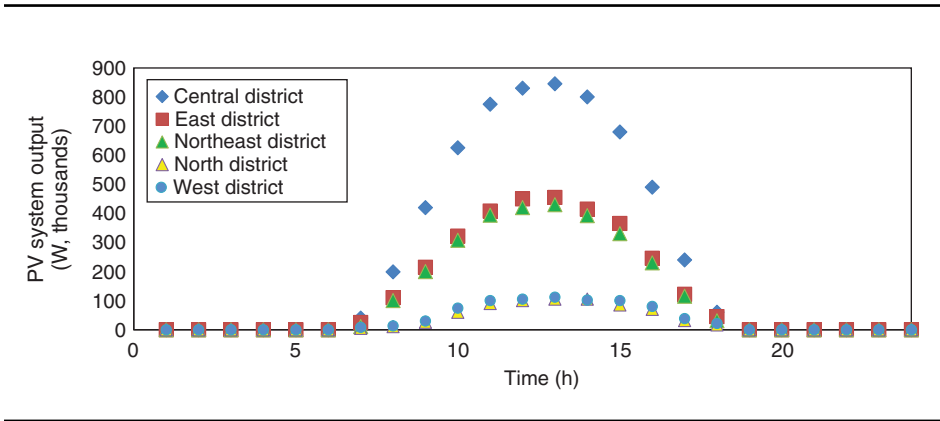 PV system output
(W, thousands)
900
800
700
600
500
400
300
200
100
0
Central district
East district
Northeast district
North district
West district
0
5
10
15
20
Time (h)